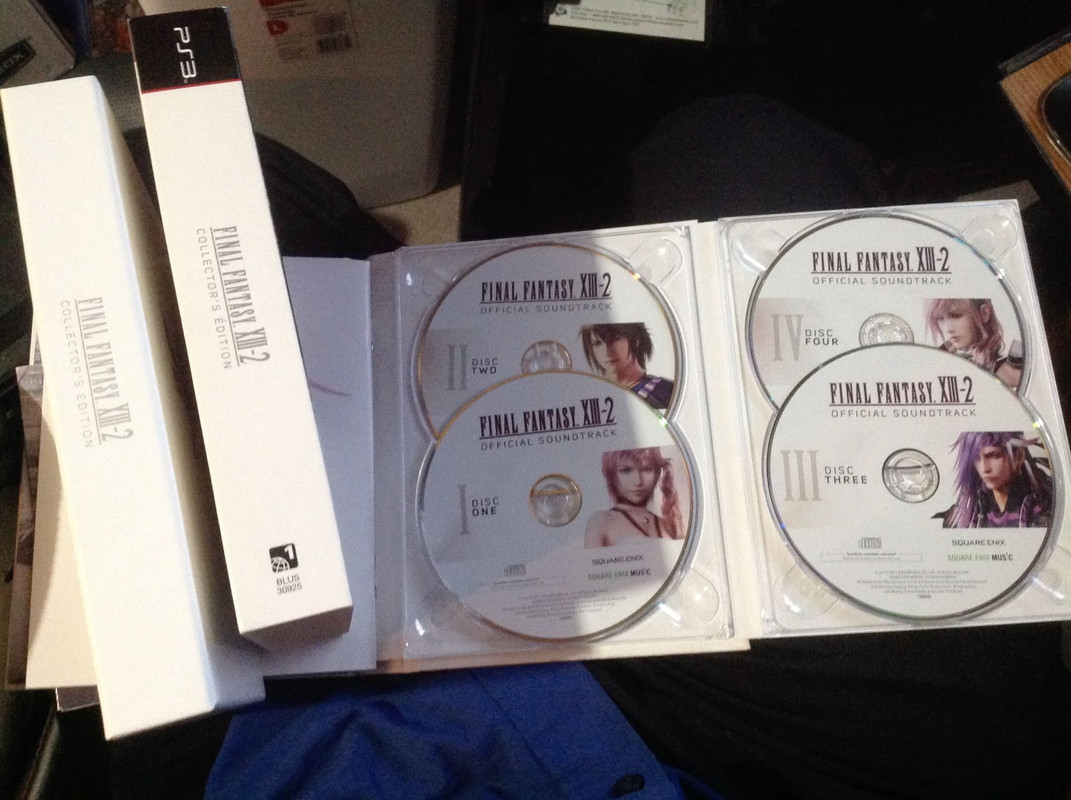 PS3
FINAL FANTASY XIII-2
COLLECTOR'S EDITION
FINAL FANTASY. XIII-2
COLLECTOR'S EDITION
1
BLUS
30925
FINAL FANTASY. XIII-2
OFFICIAL SOUNDTRACK
II DISC
TWO
FINAL FANTASY. XIII-2
OFFICIAL SOUNDTRACK
I DISC
ONE
SQUARE ENIX
SQUARE ENIX MUSIC
FINAL FANTASY. XIII-2
OFFICIAL SOUNDTRACK
IV DISC
FOUR
FINAL FANTASY. XIII-2
OFFICIAL SOUNDTRACK
III DISC
THREE
SQUARE ENIX
SQUARE ENIX MUSIC